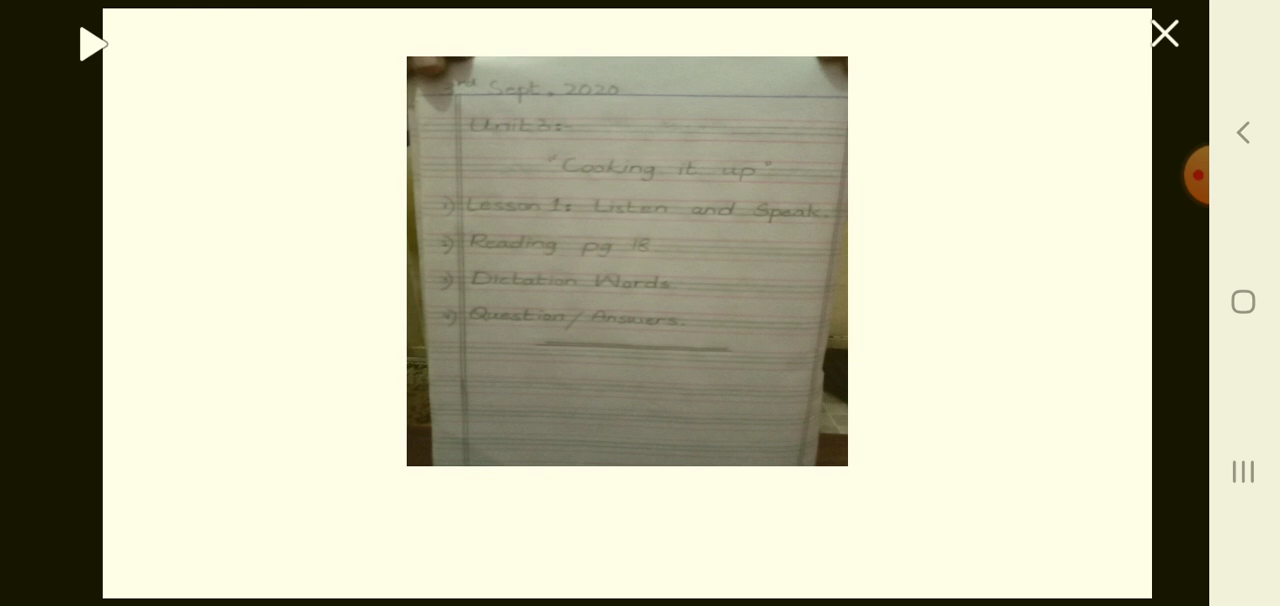 rd Sept. 2020
Unit 3:-
"Cooking it up"
1) Lesson 1: Listen and Speak.
2) Reading pg 18
3) Dictation Words
4) Question/Answers.